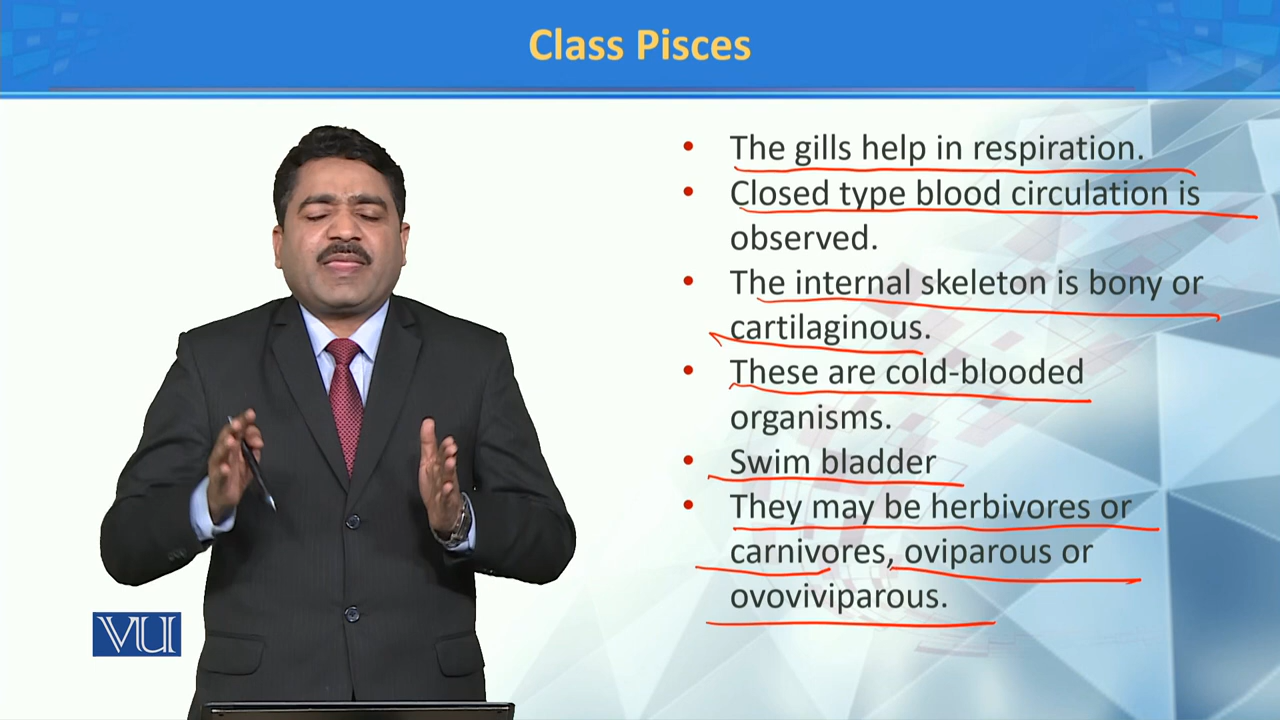 Class Pisces
• The gills help in respiration.
• Closed type blood circulation is
observed.
• The internal skeleton is bony or
cartilaginous.
• These are cold-blooded
organisms.
• Swim bladder
• They may be herbivores or
carnivores, oviparous or
ovoviviparous.
VU